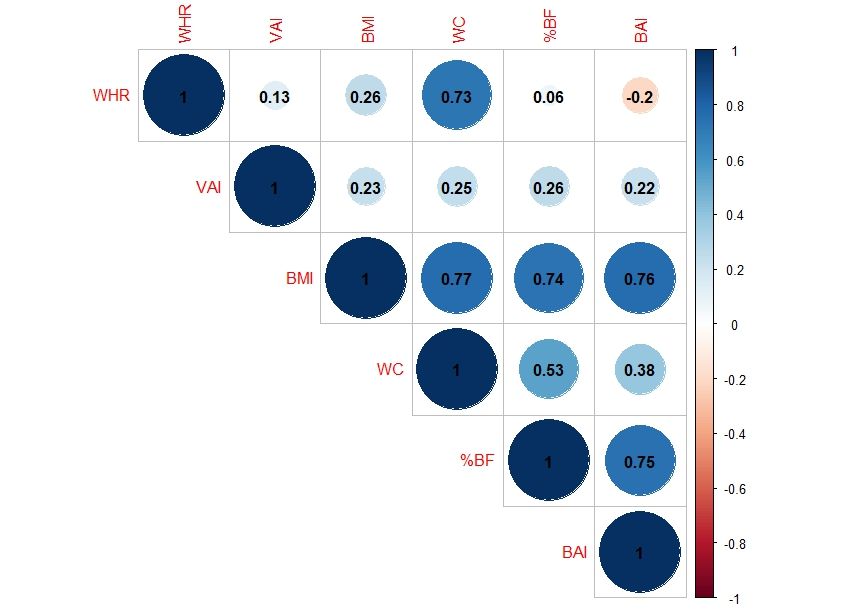 WHR VAI BMI WC %BF BAI
WHR 1 0.13 0.26 0.73 0.06 -0.2
VAI 1 0.23 0.25 0.26 0.22
BMI 1 0.77 0.74 0.76
WC 1 0.53 0.38
%BF 1 0.75
BAI 1
1
0.8
0.6
0.4
0.2
0
-0.2
-0.4
-0.6
-0.8
-1